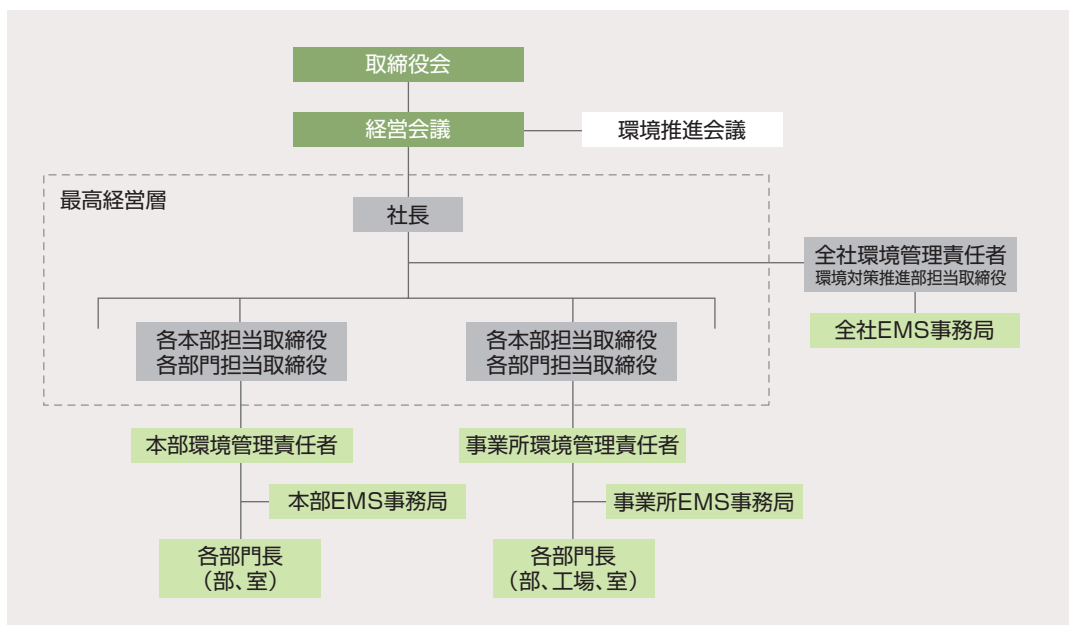 取締役会
経営会議
環境推進会議
最高経営層
社長
全社環境管理責任者
環境対策推進部担当取締役
全社EMS事務局
各本部担当取締役
各部門担当取締役
各本部担当取締役
各部門担当取締役
本部環境管理責任者
事業所環境管理責任者
本部EMS事務局
事業所EMS事務局
各部門長
（部、室）
各部門長
（部、工場、室）